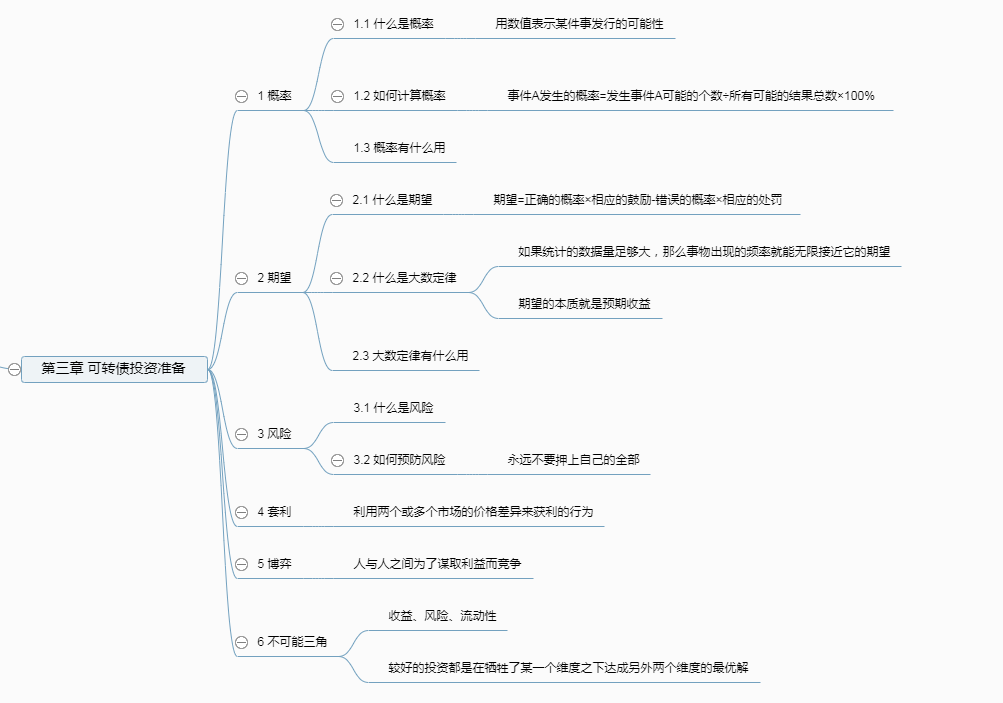 1.1 什么是概率
用数值表示某件事发行的可能性
1 概率
1.2 如何计算概率
事件A发生的概率=发生事件A可能的个数÷所有可能的结果总数×100%
1.3 概率有什么用
2.1 什么是期望
期望=正确的概率×相应的鼓励-错误的概率×相应的处罚
如果统计的数据量足够大，那么事物出现的频率就能无限接近它的期望
2 期望
2.2 什么是大数定律
期望的本质就是预期收益
2.3 大数定律有什么用
第三章 可转债投资准备
3.1 什么是风险
3 风险
3.2 如何预防风险
永远不要押上自己的全部
4 套利
利用两个或多个市场的价格差异来获利的行为
5 博弈
人与人之间为了谋取利益而竞争
收益、风险、流动性
6 不可能三角
较好的投资都是在牺牲了某一个维度之下达成另外两个维度的最优解